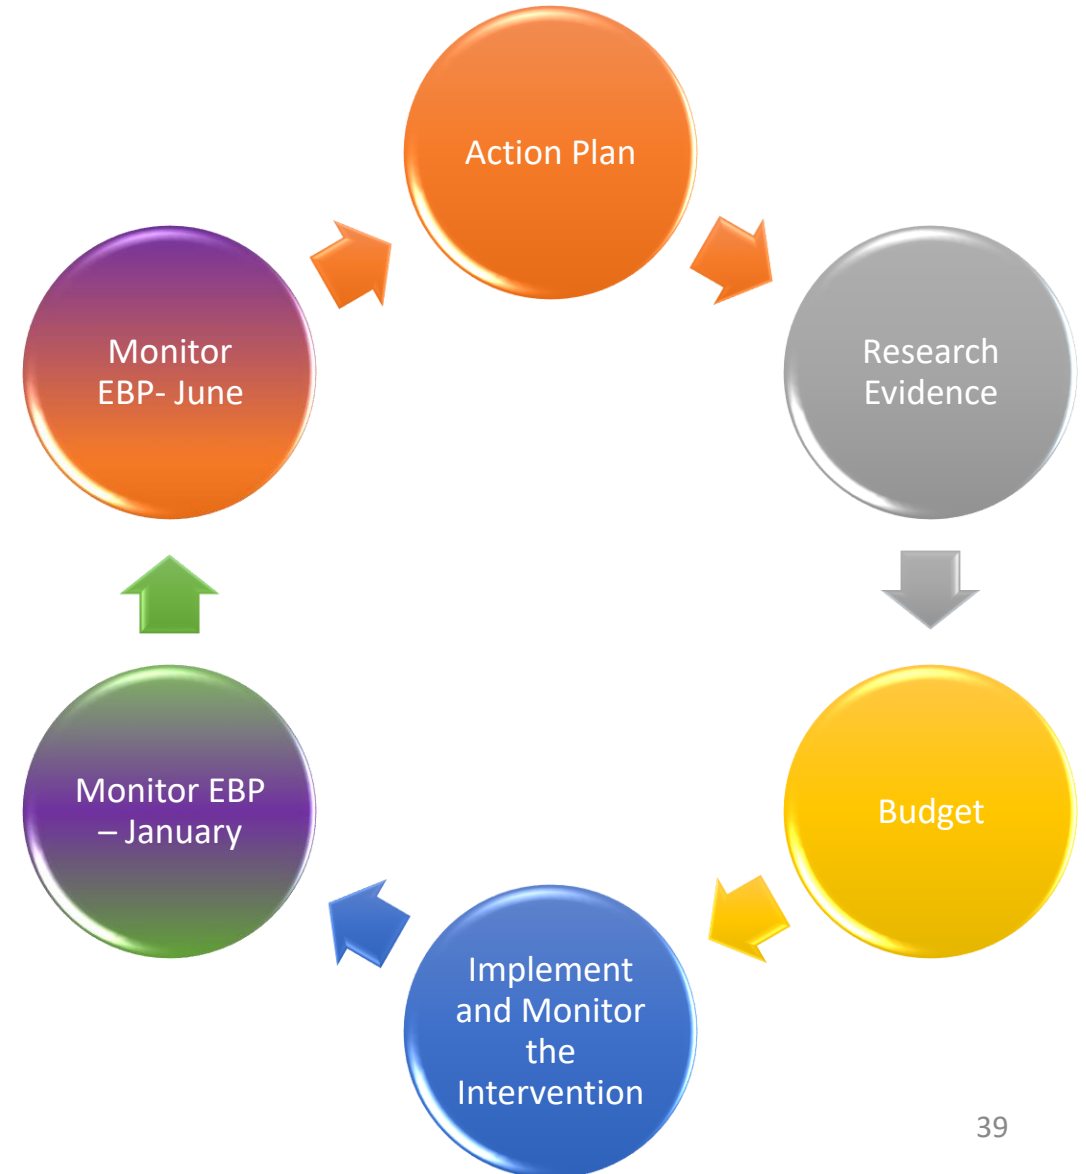 Action Plan
Research
Evidence
Budget
Implement
and Monitor
the
Intervention
Monitor EBP
– January
Monitor
EBP- June
39